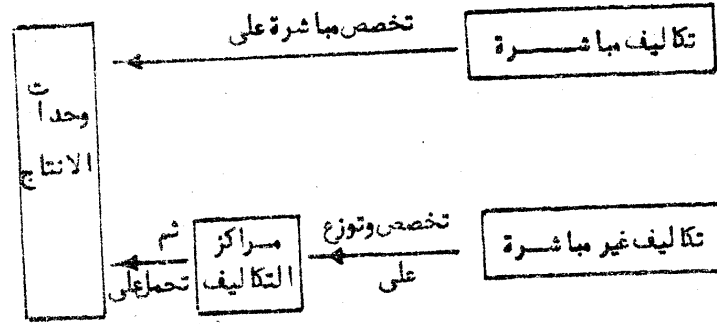 تكاليف مباشرة
تخصص مباشرة على
وحدات
الانتاج
تكاليف غير مباشرة
تخصص وتوزع
على
مراكز
التكاليف
ثم
تحمل على